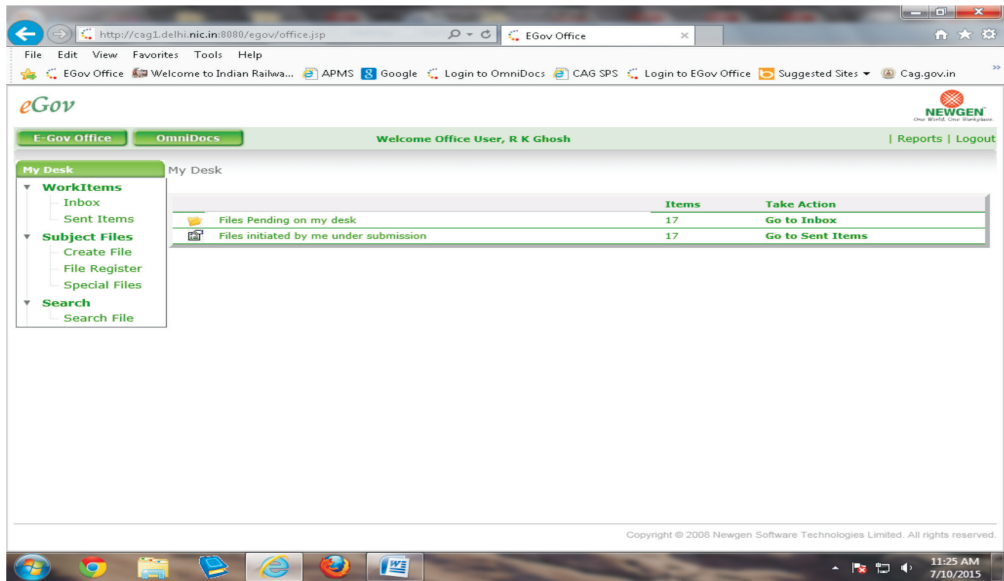 http://cag1.delhi.nic.in:8080/egov/office.jsp
EGov Office
File Edit View Favorites Tools Help
EGov Office Welcome to Indian Railwa... APMS Google Login to OmniDocs CAG SPS Login to EGov Office Suggested Sites Cag.gov.in
eGov
NEWGEN
One World. One Workplace.
E-Gov Office OmniDocs Welcome Office User, R K Ghosh | Reports | Logout
My Desk
My Desk
WorkItems
Inbox
Sent Items
Subject Files
Create File
File Register
Special Files
Search
Search File
Items Take Action
Files Pending on my desk 17 Go to Inbox
Files initiated by me under submission 17 Go to Sent Items
Copyright © 2008 Newgen Software Technologies Limited. All rights reserved.
11:25 AM
7/10/2015